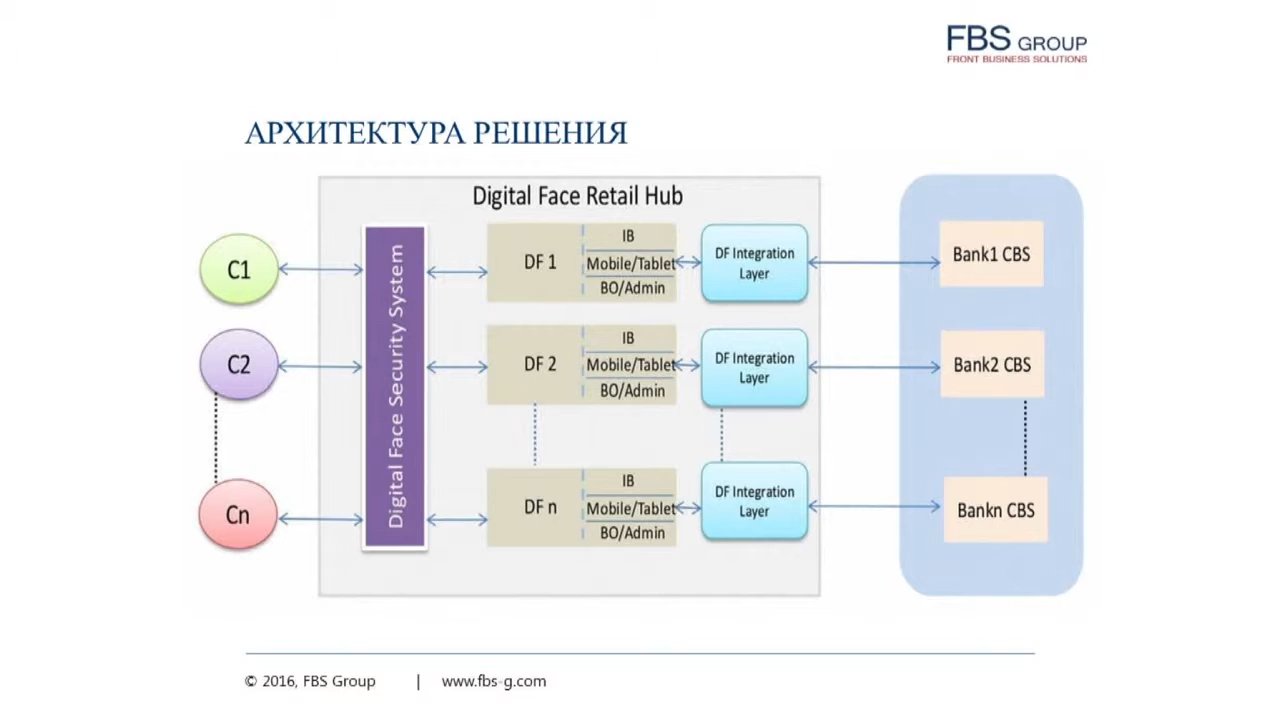 FBS GROUP
FRONT BUSINESS SOLUTIONS
АРХИТЕКТУРА РЕШЕНИЯ
Digital Face Retail Hub
C1
Digital Face Security System
DF 1
IB
Mobile/Tablet
BO/Admin
DF Integration
Layer
Bank1 CBS
C2
DF 2
IB
Mobile/Tablet
BO/Admin
DF Integration
Layer
Bank2 CBS
Cn
DF n
IB
Mobile/Tablet
BO/Admin
DF Integration
Layer
Bankn CBS
© 2016, FBS Group | www.fbs-g.com